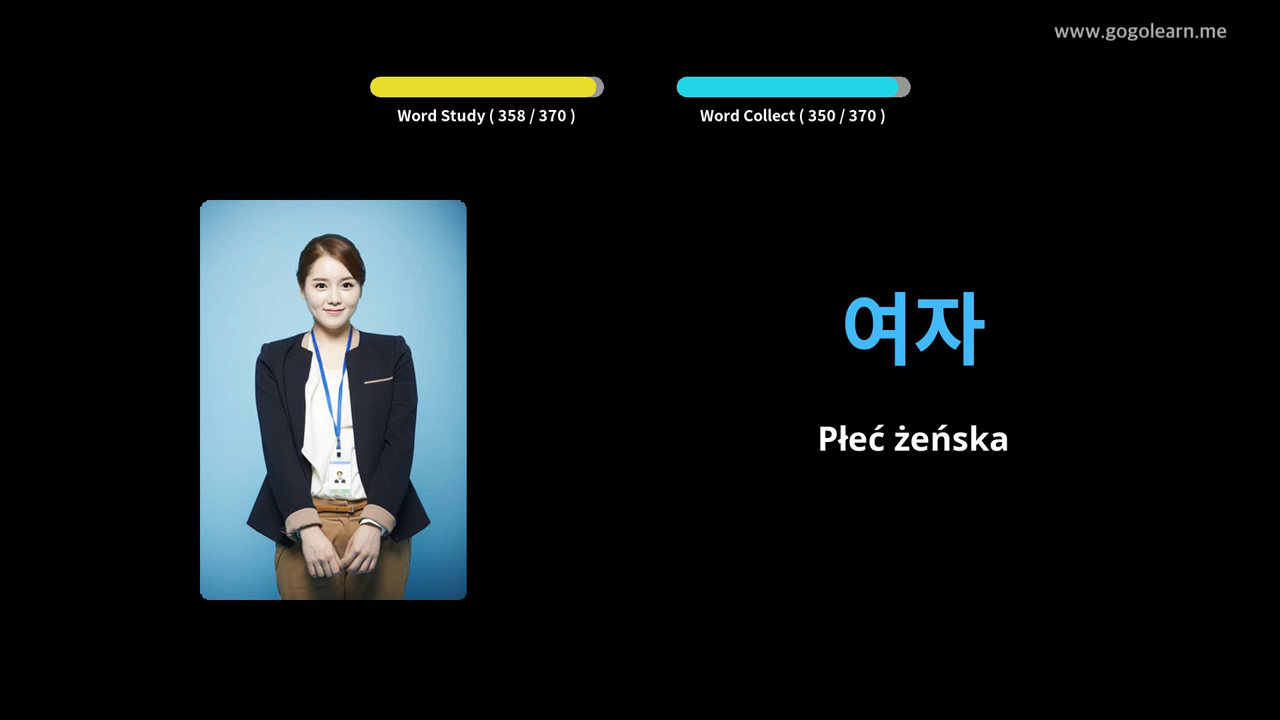 www.gogolearn.me
Word Study ( 358 / 370 )
Word Collect ( 350 / 370 )
여자
Płeć żeńska